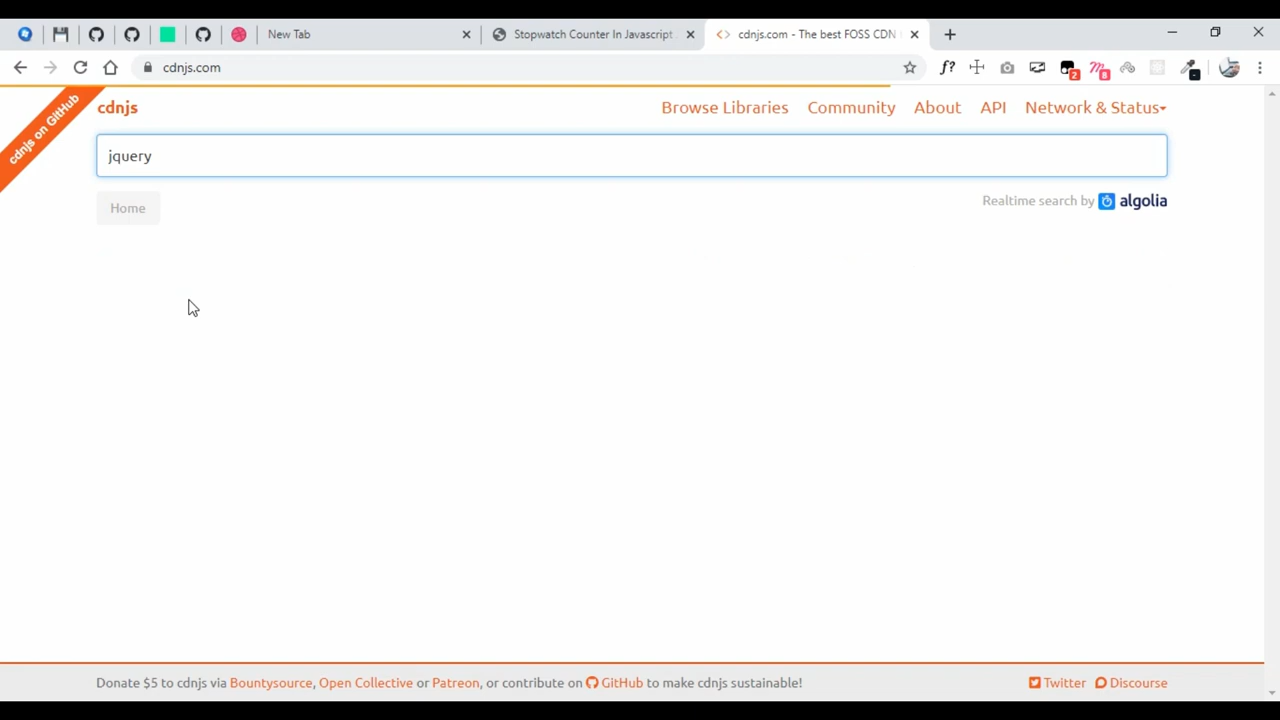 New Tab
Stopwatch Counter In Javascript
cdnjs.com - The best FOSS CDN
cdnjs.com
f?
2
8
cdnjs on GitHub
cdnjs
Browse Libraries
Community
About
API
Network & Status
jquery
Home
Realtime search by algolia
Donate $5 to cdnjs via Bountysource, Open Collective or Patreon, or contribute on GitHub to make cdnjs sustainable!
Twitter
Discourse